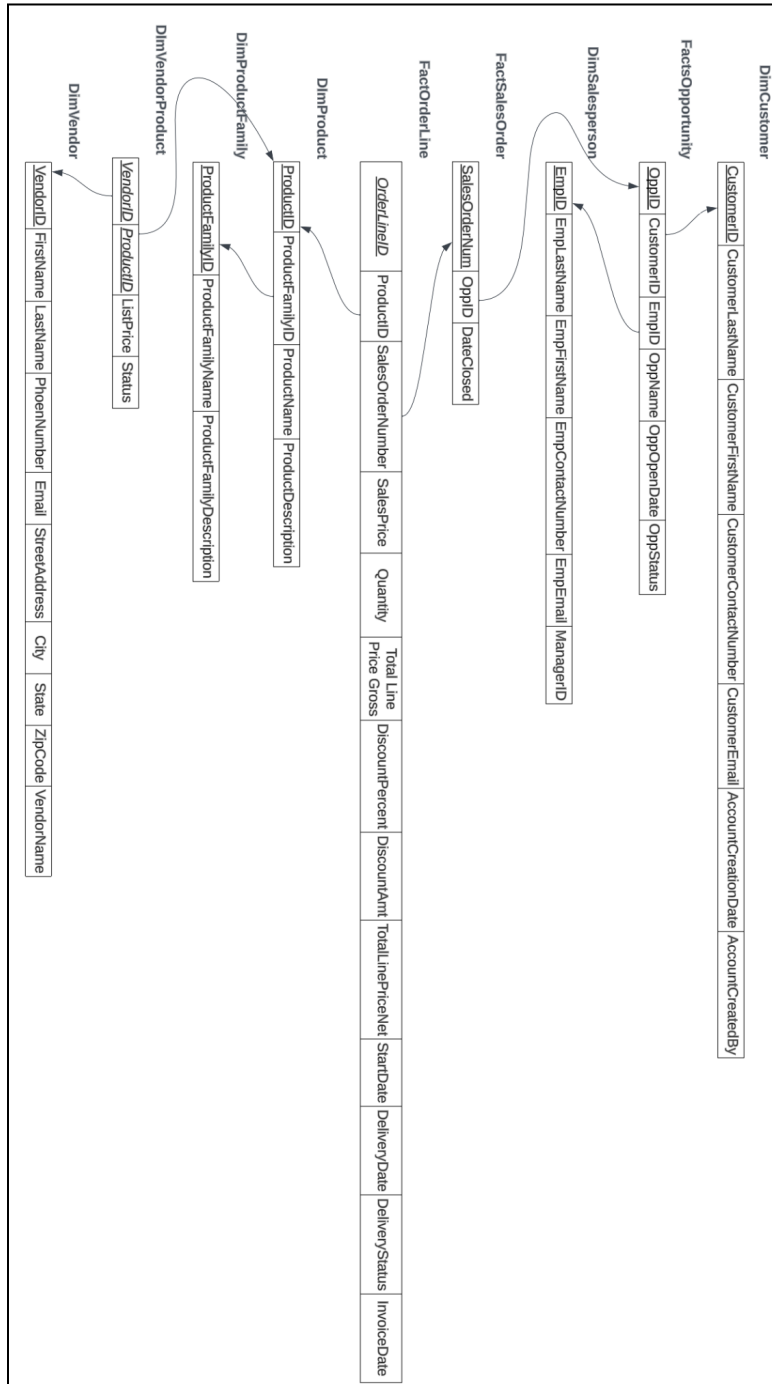 DimCustomer
CustomerID CustomerLastName CustomerFirstName CustomerContactNumber CustomerEmail AccountCreationDate AccountCreatedBy
FactsOpportunity
OppID CustomerID EmpID OppName OppOpenDate OppStatus
DimSalesperson
EmpID EmpLastName EmpFirstName EmpContactNumber EmpEmail ManagerID
FactSalesOrder
SalesOrderNum OppID DateClosed
FactOrderLine
OrderLineID ProductID SalesOrderNumber SalesPrice Quantity Total Line Price Gross DiscountPercent DiscountAmt TotalLinePriceNet StartDate DeliveryDate DeliveryStatus InvoiceDate
DImProduct
ProductID ProductFamilyID ProductName ProductDescription
DimProductFamily
ProductFamilyID ProductFamilyName ProductFamilyDescription
DImVendorProduct
VendorID ProductID ListPrice Status
DimVendor
VendorID FirstName LastName PhoenNumber Email StreetAddress City State ZipCode VendorName